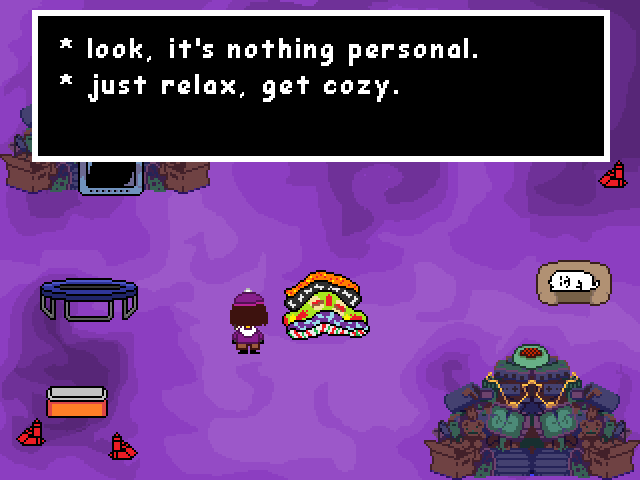 * look, it's nothing personal.
* just relax, get cozy.